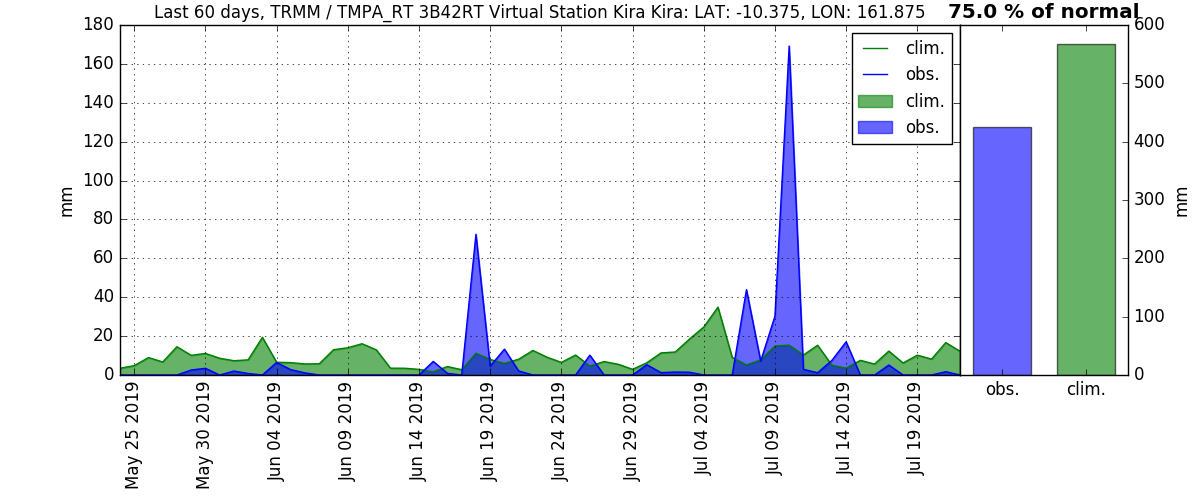 Last 60 days, TRMM / TMPA_RT 3B42RT Virtual Station Kira Kira: LAT: -10.375, LON: 161.875
75.0 % of normal
180
160
140
120
100
80
60
40
20
0
mm
clim.
obs.
clim.
obs.
May 25 2019
May 30 2019
Jun 04 2019
Jun 09 2019
Jun 14 2019
Jun 19 2019
Jun 24 2019
Jun 29 2019
Jul 04 2019
Jul 09 2019
Jul 14 2019
Jul 19 2019
600
500
400
300
200
100
0
mm
obs.
clim.